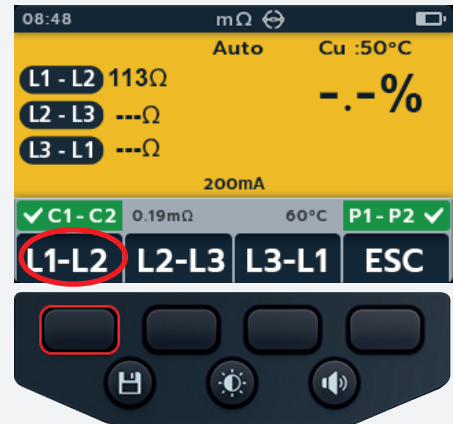 08:48 mΩ
Auto Cu :50°C
L1 - L2 113Ω
-.-%
L2 - L3 ---Ω
L3 - L1 ---Ω
200mA
✓ C1 - C2 0.19mΩ 60°C P1 - P2 ✓
L1-L2 L2-L3 L3-L1 ESC